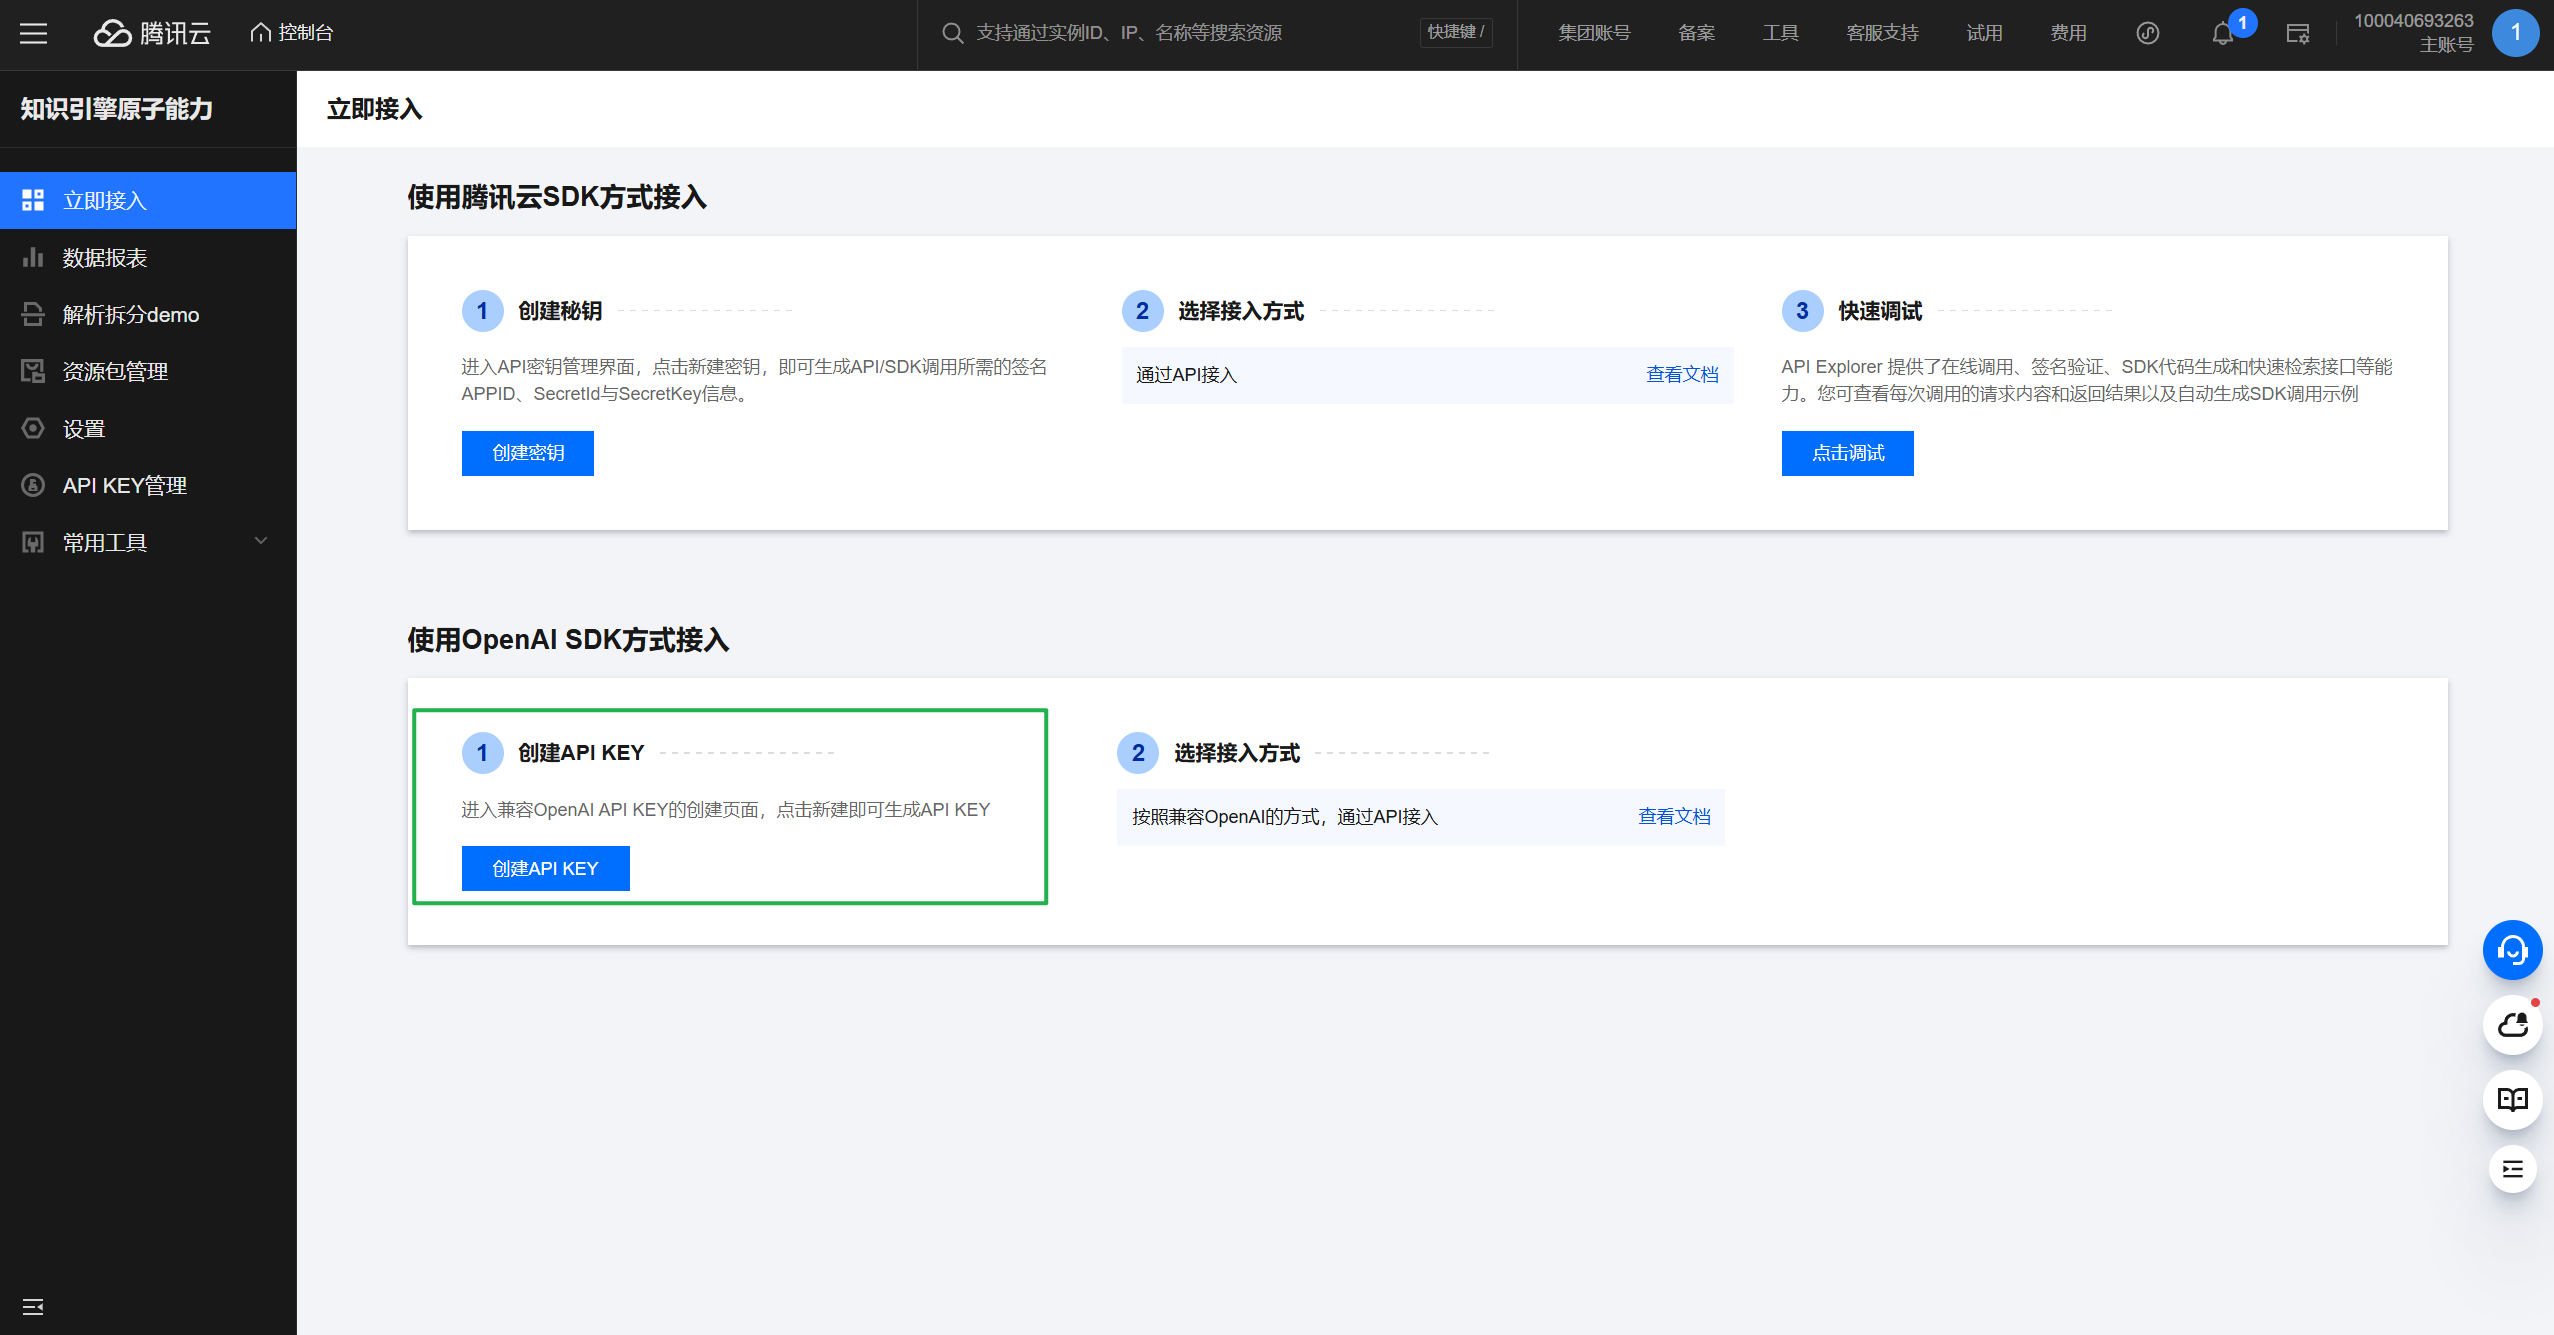 腾讯云
控制台
支持通过实例ID、IP、名称等搜索资源
快捷键 /
集团账号
备案
工具
客服支持
试用
费用
1
100040693263
主账号
1
知识引擎原子能力
立即接入
数据报表
解析拆分demo
资源包管理
设置
API KEY管理
常用工具
立即接入
使用腾讯云SDK方式接入
1 创建秘钥
进入API密钥管理界面，点击新建密钥，即可生成API/SDK调用所需的签名
APPID、SecretId与SecretKey信息。
创建密钥
2 选择接入方式
通过API接入 查看文档
3 快速调试
API Explorer 提供了在线调用、签名验证、SDK代码生成和快速检索接口等能
力。您可查看每次调用的请求内容和返回结果以及自动生成SDK调用示例
点击调试
使用OpenAI SDK方式接入
1 创建API KEY
进入兼容OpenAI API KEY的创建页面，点击新建即可生成API KEY
创建API KEY
2 选择接入方式
按照兼容OpenAI的方式，通过API接入 查看文档